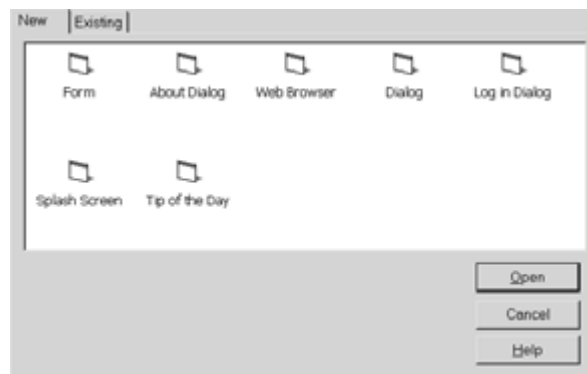 New Existing
Form About Dialog Web Browser Dialog Log in Dialog
Splash Screen Tip of the Day
Open
Cancel
Help